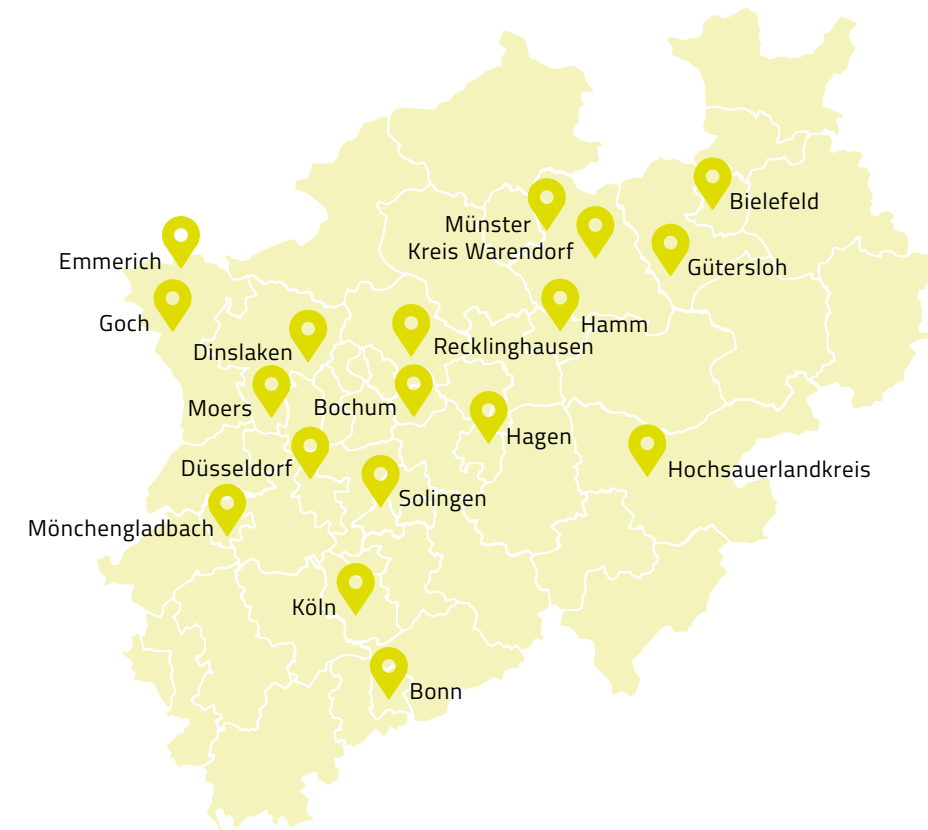 Bielefeld
Münster
Kreis Warendorf
Emmerich
Gütersloh
Goch
Hamm
Dinslaken
Recklinghausen
Moers
Bochum
Hagen
Düsseldorf
Hochsauerlandkreis
Solingen
Mönchengladbach
Köln
Bonn